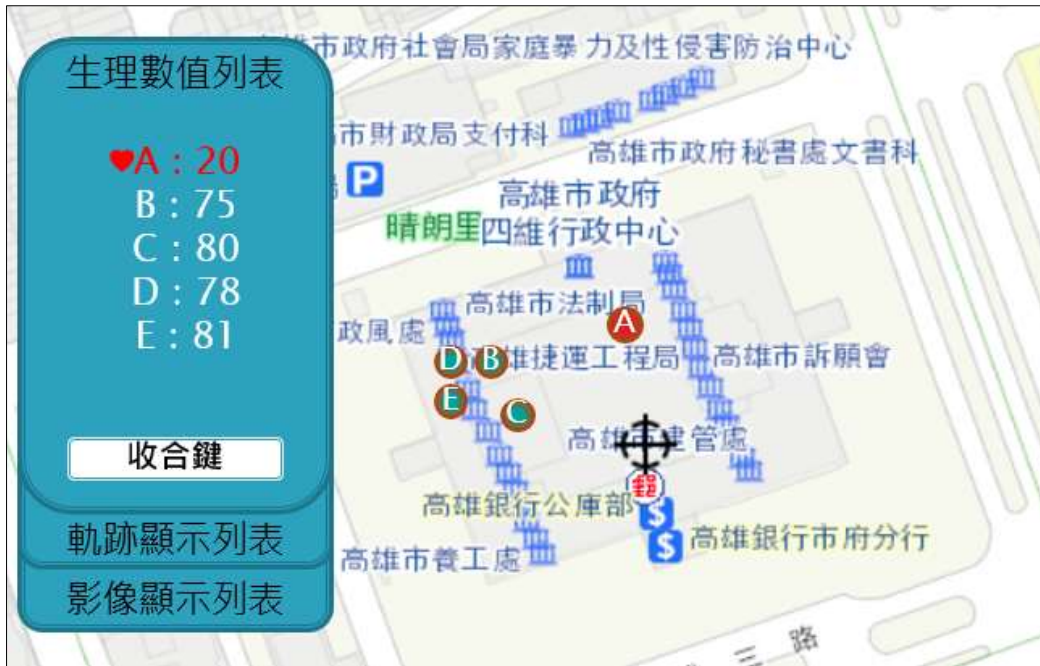 生理數值列表
♥A : 20
B : 75
C : 80
D : 78
E : 81
收合鍵
軌跡顯示列表
影像顯示列表
雄市政府社會局家庭暴力及性侵害防治中心
市財政局支付科
高雄市政府秘書處文書科
P
高雄市政府
四維行政中心
晴朗里
高雄市法制局
A
政風處
D
B
雄捷運工程局
高雄市訴願會
E
C
高雄市建管處
郵
高雄銀行公庫部
$
$
高雄銀行市府分行
高雄市養工處
三路